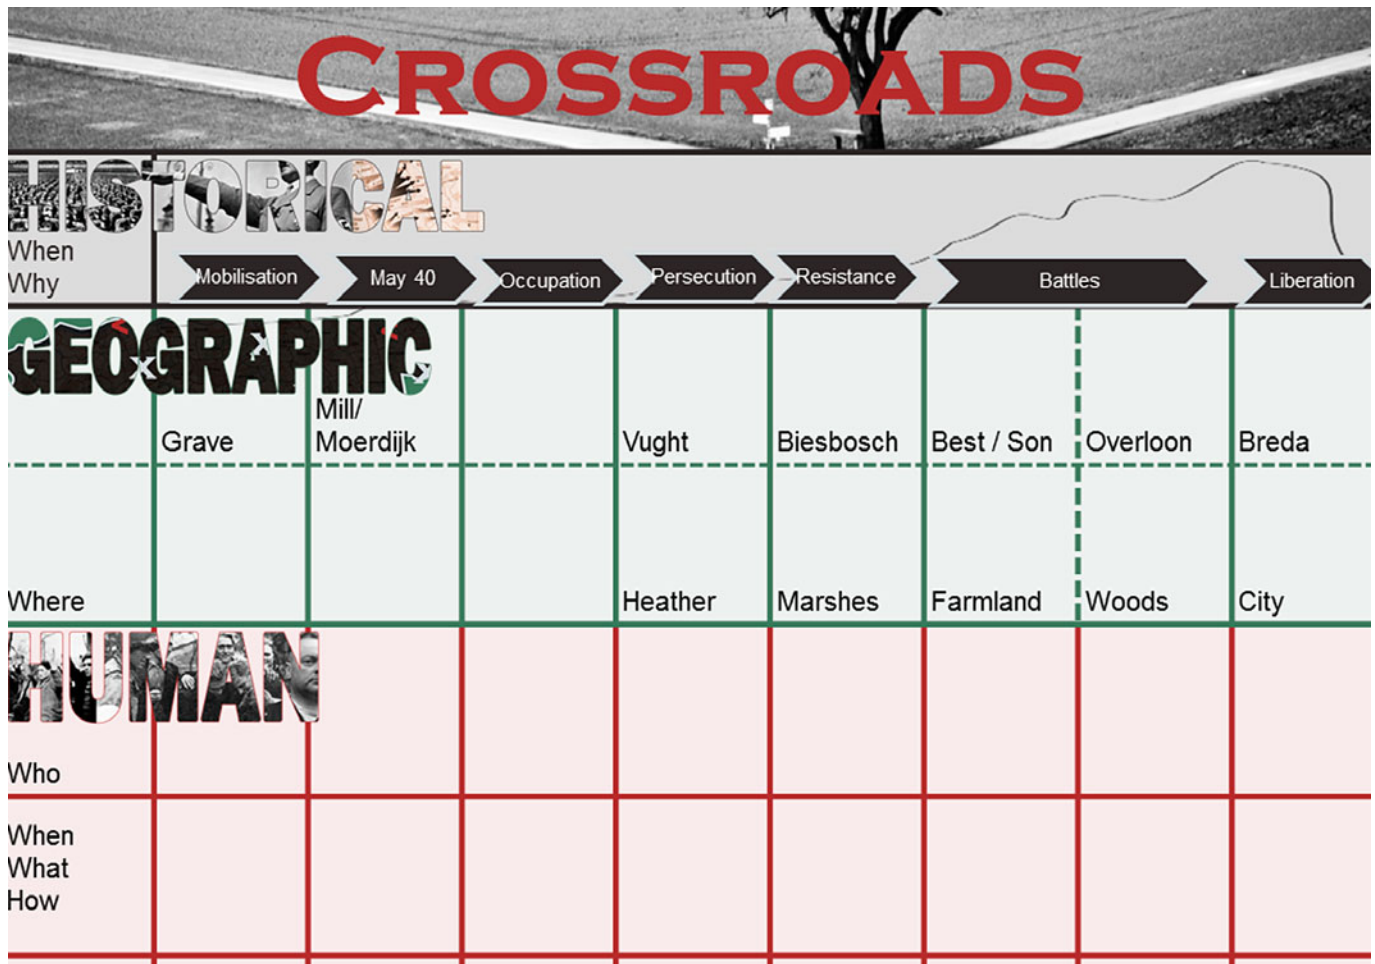 CROSSROADS
HISTORICAL
When
Why
Mobilisation
May 40
Occupation
Persecution
Resistance
Battles
Liberation
GEOGRAPHIC
Grave
Mill/
Moerdijk
Vught
Biesbosch
Best / Son
Overloon
Breda
Where
Heather
Marshes
Farmland
Woods
City
HUMAN
Who
When
What
How